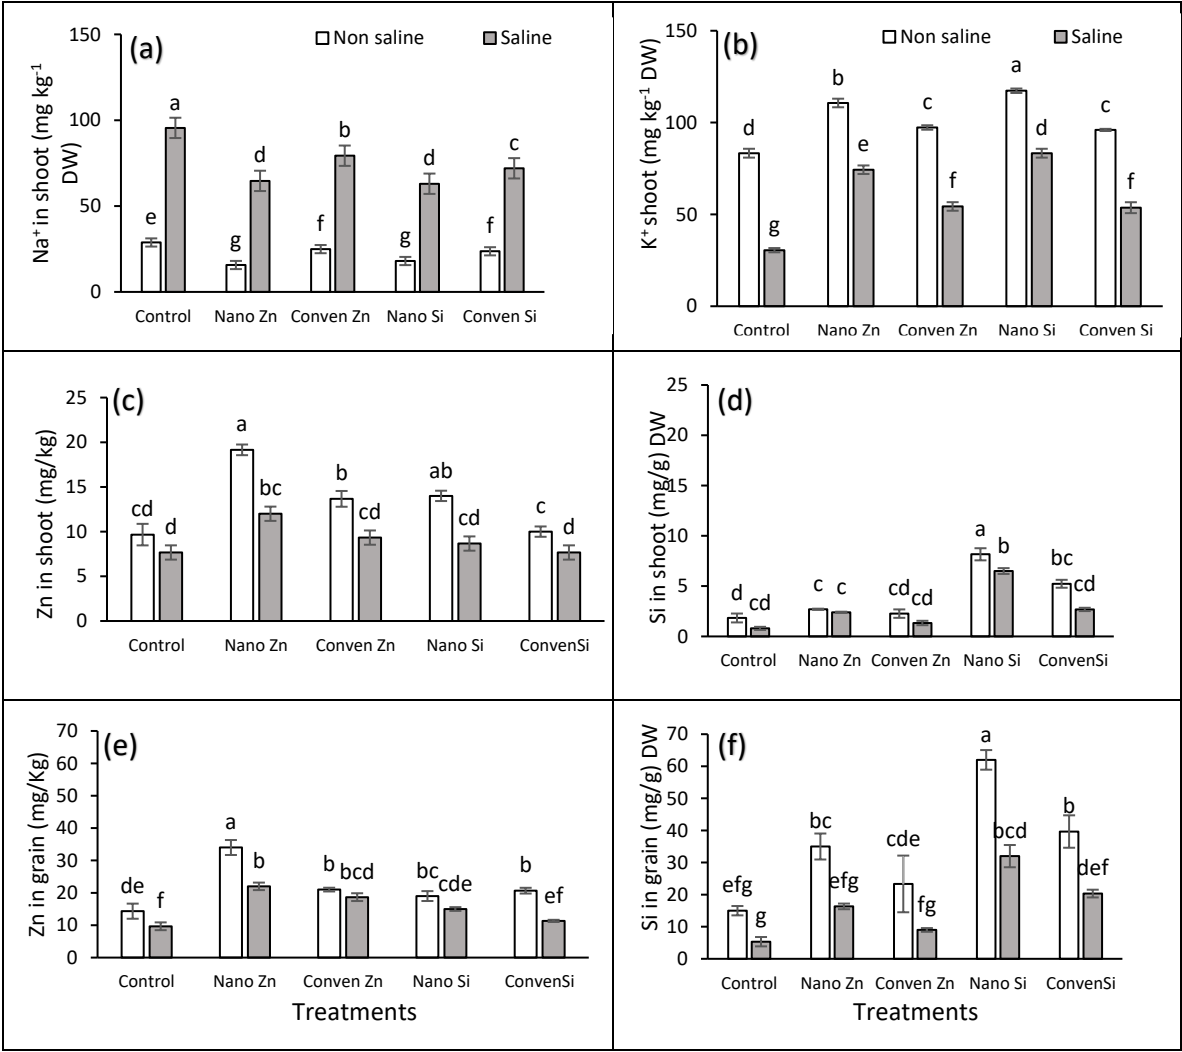 (a)
Non saline
Saline
Na⁺ in shoot (mg kg⁻¹
DW)
150
100
50
0
e
a
g
d
f
b
g
d
f
c
Control
Nano Zn
Conven Zn
Nano Si
Conven Si
(b)
Non saline
Saline
K⁺ shoot (mg kg⁻¹ DW)
150
100
50
0
d
g
b
e
c
f
a
d
c
f
Control
Nano Zn
Conven Zn
Nano Si
Conven Si
(c)
Zn in shoot (mg/kg)
25
20
15
10
5
0
cd
d
a
bc
b
cd
ab
cd
c
d
Control
Nano Zn
Conven Zn
Nano Si
ConvenSi
(d)
Si in shoot (mg/g) DW
25
20
15
10
5
0
d
cd
c
c
cd
cd
a
b
bc
cd
Control
Nano Zn
Conven Zn
Nano Si
ConvenSi
(e)
Zn in grain (mg/Kg)
70
60
50
40
30
20
10
0
de
f
a
b
b
bcd
bc
cde
b
ef
Control
Nano Zn
Conven Zn
Nano Si
ConvenSi
Treatments
(f)
Si in grain (mg/g) DW
70
60
50
40
30
20
10
0
efg
g
bc
efg
cde
fg
a
bcd
b
def
Control
Nano Zn
Conven Zn
Nano Si
ConvenSi
Treatments